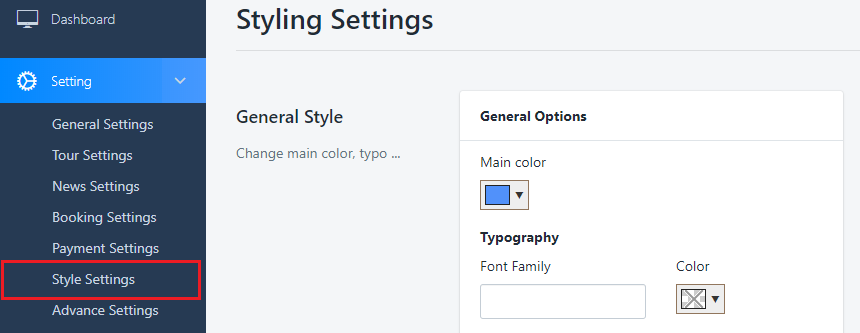 Dashboard
Setting
General Settings
Tour Settings
News Settings
Booking Settings
Payment Settings
Style Settings
Advance Settings
Styling Settings
General Style
Change main color, typo ...
General Options
Main color
Typography
Font Family Color